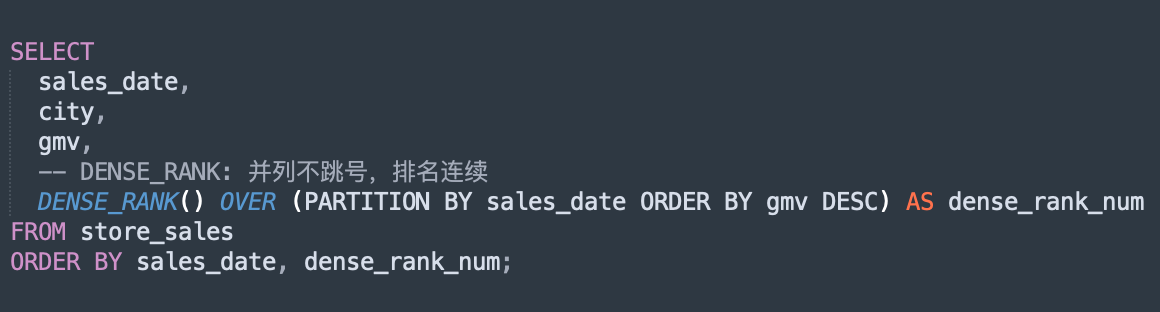 SELECT
  sales_date,
  city,
  gmv,
  -- DENSE_RANK: 并列不跳号，排名连续
  DENSE_RANK() OVER (PARTITION BY sales_date ORDER BY gmv DESC) AS dense_rank_num
FROM store_sales
ORDER BY sales_date, dense_rank_num;